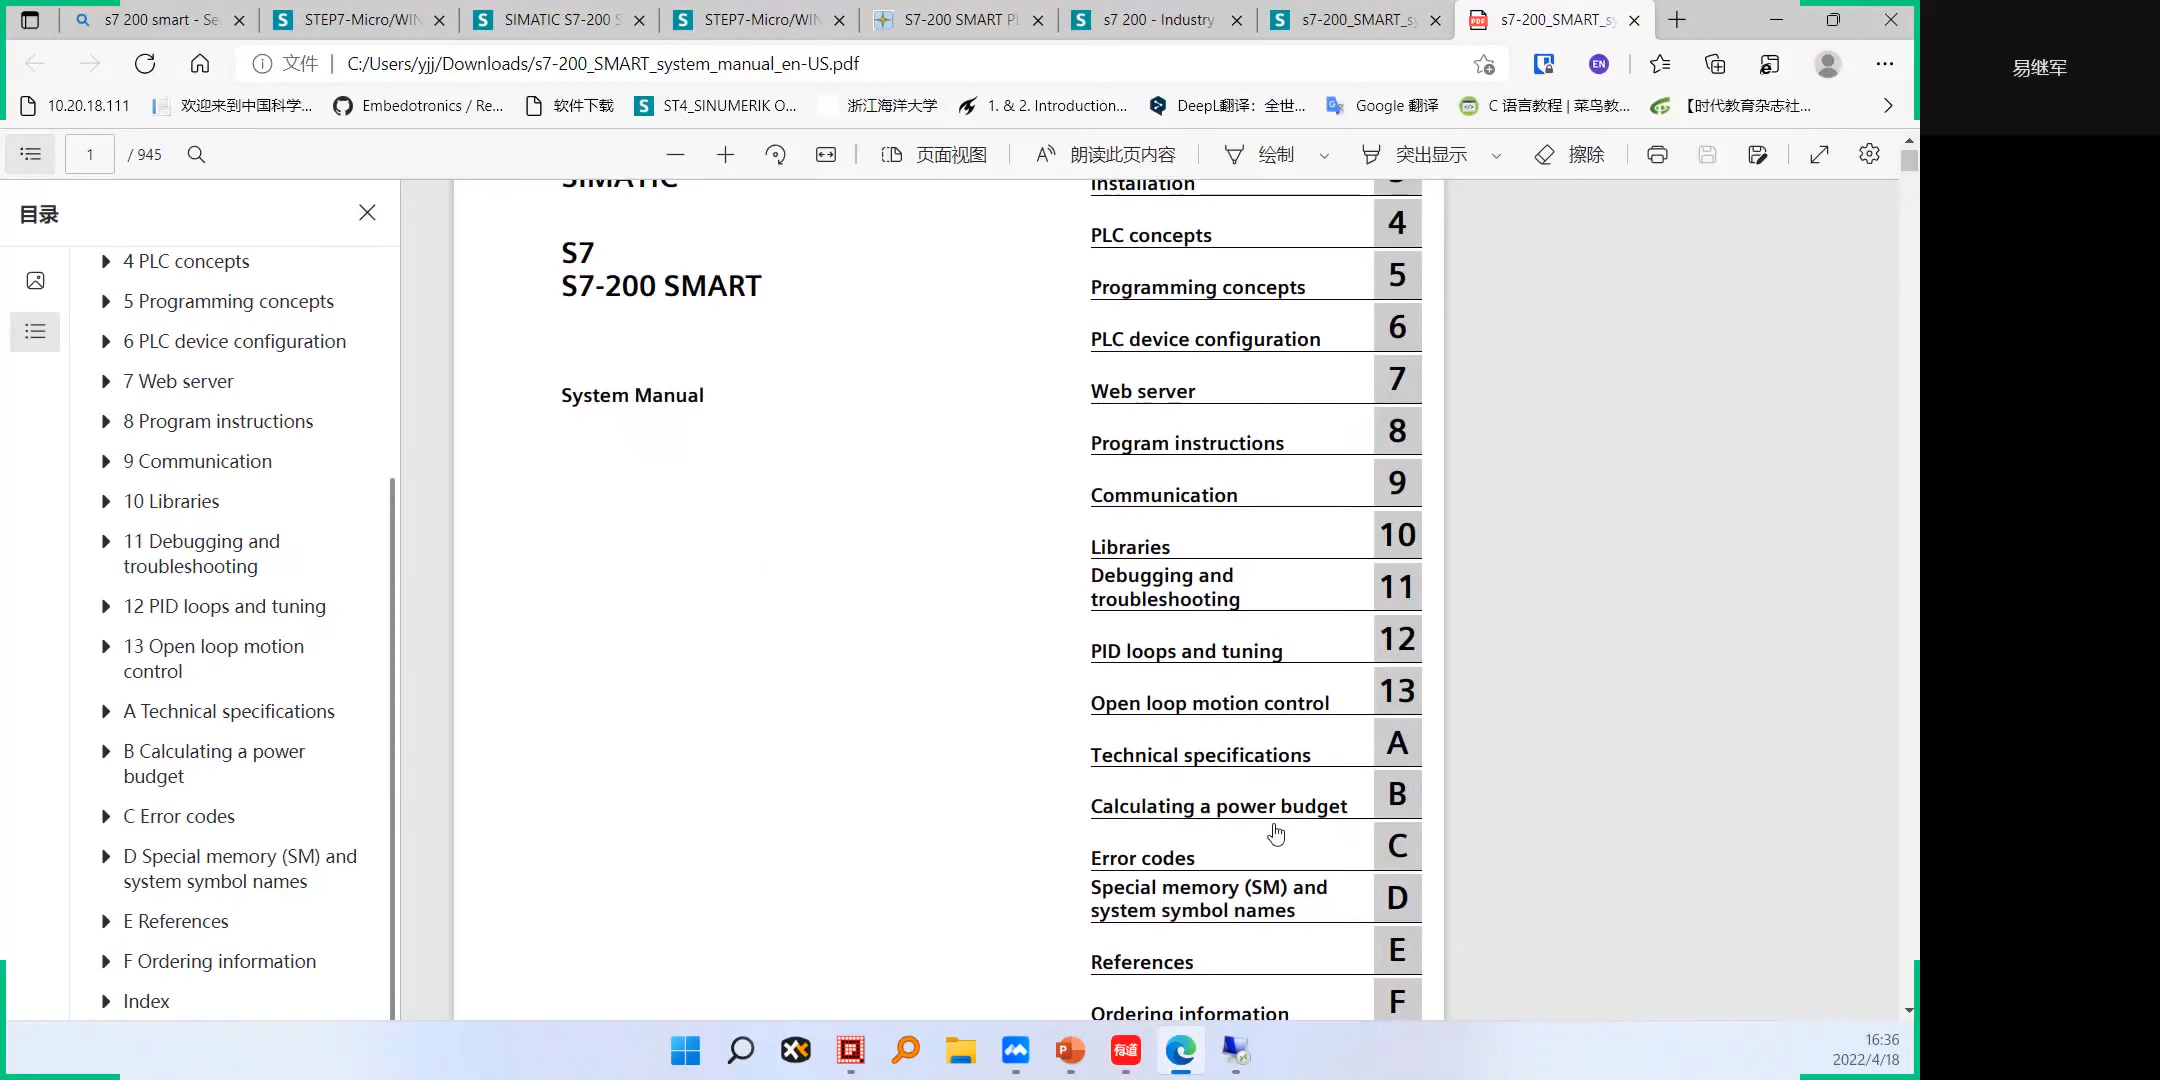 s7 200 smart - Se
STEP7-Micro/WIN
SIMATIC S7-200 S
STEP7-Micro/WIN
S7-200 SMART PL
s7 200 - Industry
s7-200_SMART_sy
s7-200_SMART_sy
文件
C:/Users/yjj/Downloads/s7-200_SMART_system_manual_en-US.pdf
EN
易继军
10.20.18.111
欢迎来到中国科学...
Embedotronics / Re...
软件下载
ST4_SINUMERIK O...
浙江海洋大学
1. & 2. Introduction...
DeepL翻译：全世...
Google 翻译
C 语言教程 | 菜鸟教...
【时代教育杂志社...
1
/ 945
页面视图
朗读此页内容
绘制
突出显示
擦除
目录
4 PLC concepts
5 Programming concepts
6 PLC device configuration
7 Web server
8 Program instructions
9 Communication
10 Libraries
11 Debugging and
troubleshooting
12 PID loops and tuning
13 Open loop motion
control
A Technical specifications
B Calculating a power
budget
C Error codes
D Special memory (SM) and
system symbol names
E References
F Ordering information
Index
SIMATIC
S7
S7-200 SMART
System Manual
Installation 3
PLC concepts 4
Programming concepts 5
PLC device configuration 6
Web server 7
Program instructions 8
Communication 9
Libraries 10
Debugging and
troubleshooting 11
PID loops and tuning 12
Open loop motion control 13
Technical specifications A
Calculating a power budget B
Error codes C
Special memory (SM) and
system symbol names D
References E
Ordering information F
有道
16:36
2022/4/18